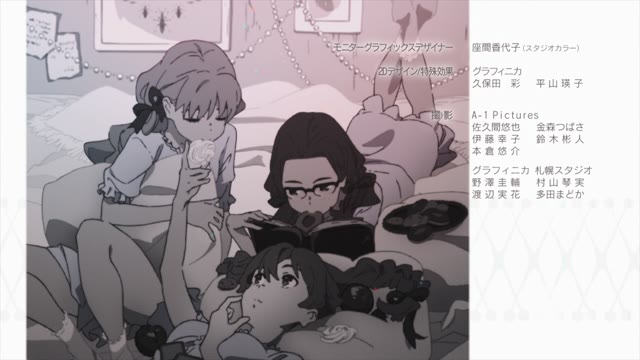 モニターグラフィックスデザイナー 座間香代子(スタジオカラー)
2Dデザイン/特殊効果 グラフィニカ
久保田 彩 平山瑛子
撮影 A-1 Pictures
佐久間悠也 金森つばさ
伊藤幸子 鈴木彬人
本倉悠介
グラフィニカ 札幌スタジオ
野澤圭輔 村山琴実
渡辺実花 多田まどか